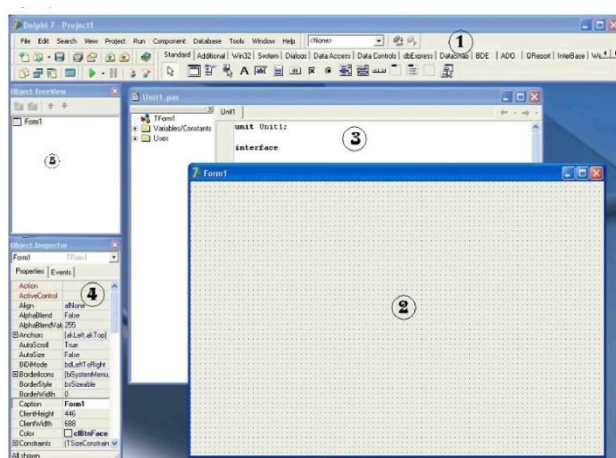 Delphi 7 - Project1
File Edit Search View Project Run Component Database Tools Window Help <None>
1
Standard Additional Win32 System Dialogs Data Access Data Controls dbExpress DataSnap BDE ADO QReport InterBase
Object TreeView
Form1
5
Unit1.pas
TForm1
Variables/Constants
Uses
Unit1
unit Unit1;
interface
3
Form1
2
Object Inspector
Form1 TForm1
Properties Events
4
Action
ActiveControl
Align alNone
AlphaBlend False
AlphaBlendVal 255
Anchors [akLeft,akTop]
AutoScroll True
AutoSize False
BiDiMode bdLeftToRight
BorderIcons [biSystemMenu,
BorderStyle bsSizeable
BorderWidth 0
Caption Form1
ClientHeight 446
ClientWidth 688
Color clBtnFace
Constraints (TSizeConstrain
All shown